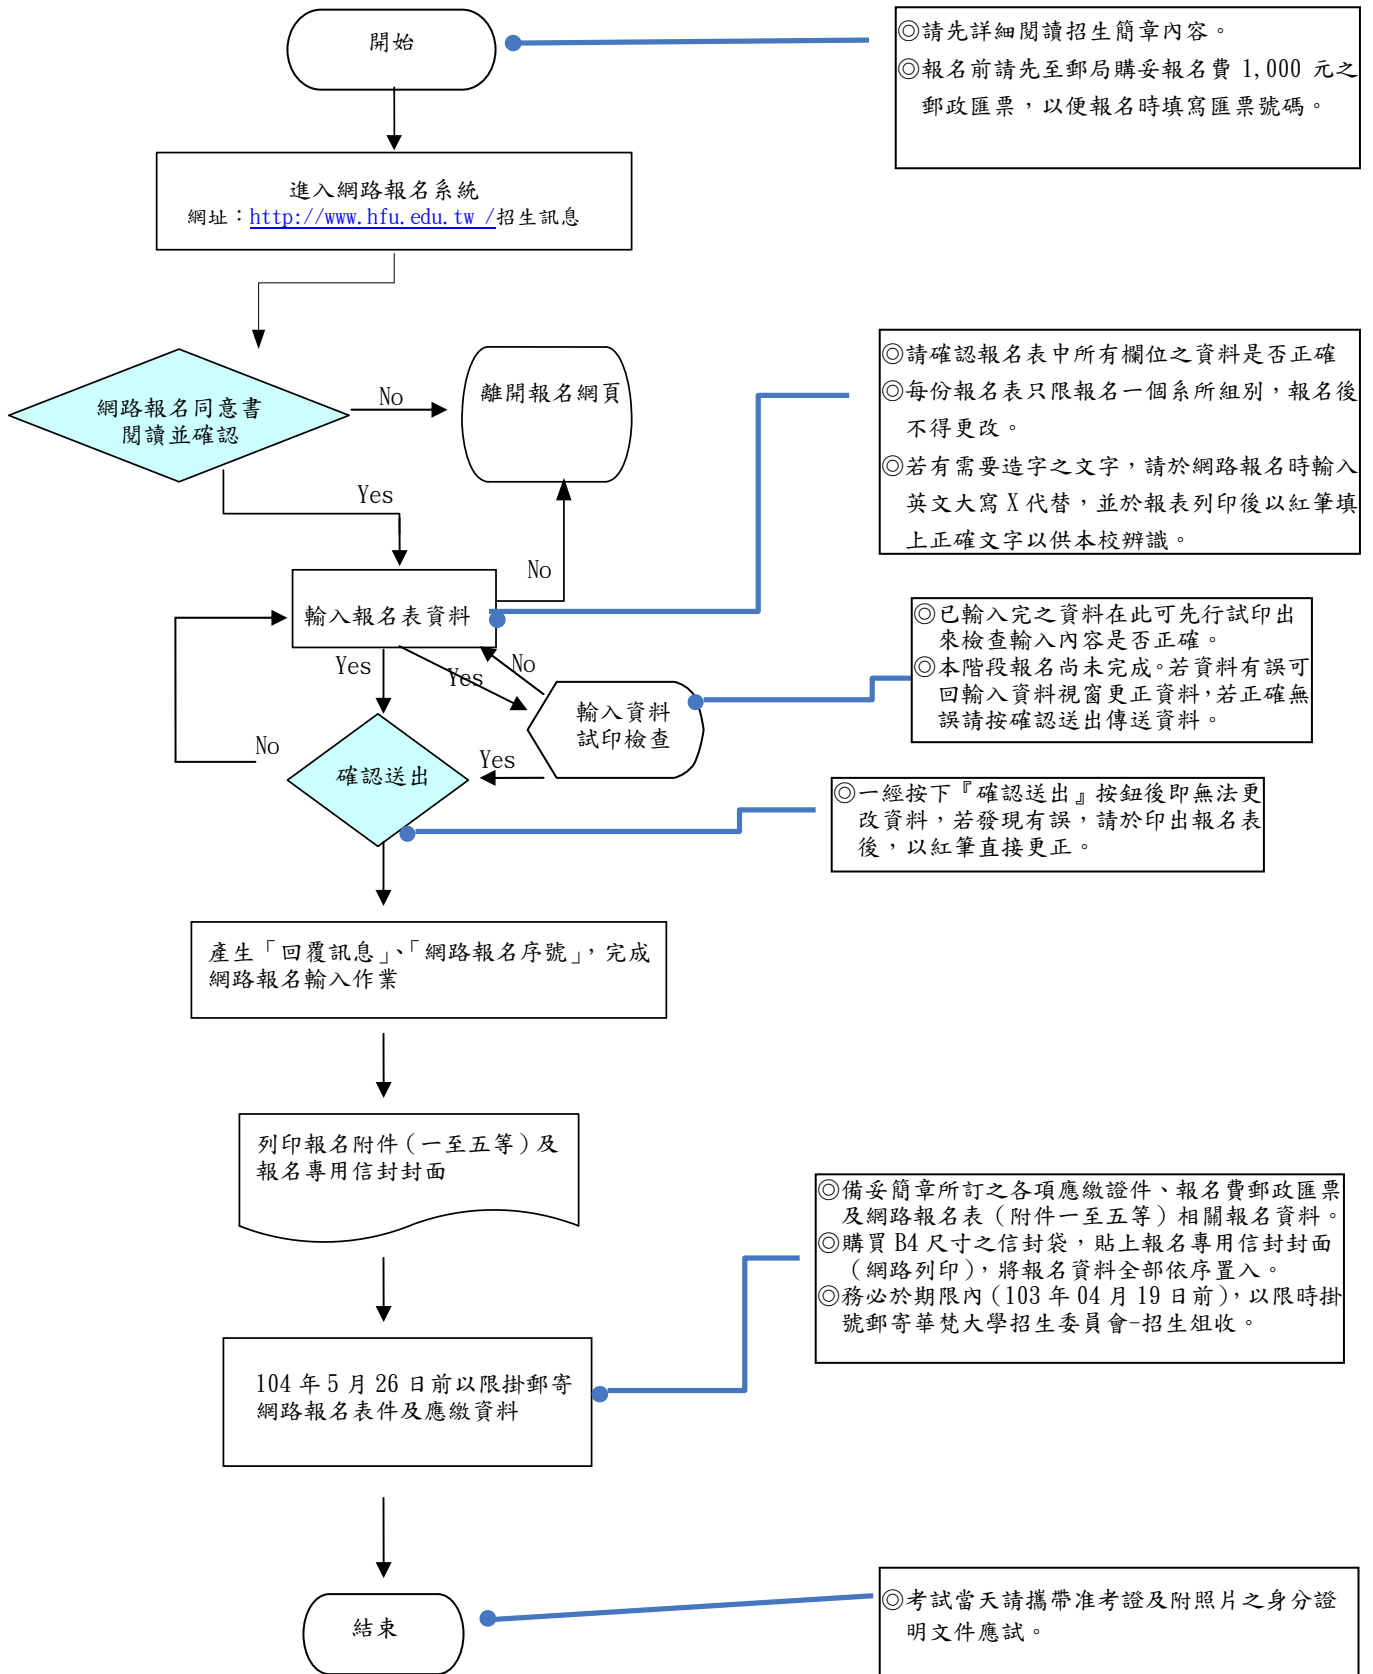 開始
◎請先詳細閱讀招生簡章內容。
◎報名前請先至郵局購妥報名費 1,000 元之
郵政匯票，以便報名時填寫匯票號碼。
進入網路報名系統
網址：http://www.hfu.edu.tw /招生訊息
網路報名同意書
閱讀並確認
No
離開報名網頁
◎請確認報名表中所有欄位之資料是否正確
◎每份報名表只限報名一個系所組別，報名後
不得更改。
◎若有需要造字之文字，請於網路報名時輸入
英文大寫 X 代替，並於報表列印後以紅筆填
上正確文字以供本校辨識。
Yes
No
輸入報名表資料
◎已輸入完之資料在此可先行試印出
來檢查輸入內容是否正確。
◎本階段報名尚未完成。若資料有誤可
回輸入資料視窗更正資料，若正確無
誤請按確認送出傳送資料。
Yes
Yes
No
輸入資料
試印檢查
No
Yes
確認送出
◎一經按下『確認送出』按鈕後即無法更
改資料，若發現有誤，請於印出報名表
後，以紅筆直接更正。
產生「回覆訊息」、「網路報名序號」，完成
網路報名輸入作業
列印報名附件（一至五等）及
報名專用信封封面
◎備妥簡章所訂之各項應繳證件、報名費郵政匯票
及網路報名表（附件一至五等）相關報名資料。
◎購買 B4 尺寸之信封袋，貼上報名專用信封封面
（網路列印），將報名資料全部依序置入。
◎務必於期限內（103 年 04 月 19 日前），以限時掛
號郵寄華梵大學招生委員會-招生組收。
104 年 5 月 26 日前以限掛郵寄
網路報名表件及應繳資料
結束
◎考試當天請攜帶准考證及附照片之身分證
明文件應試。